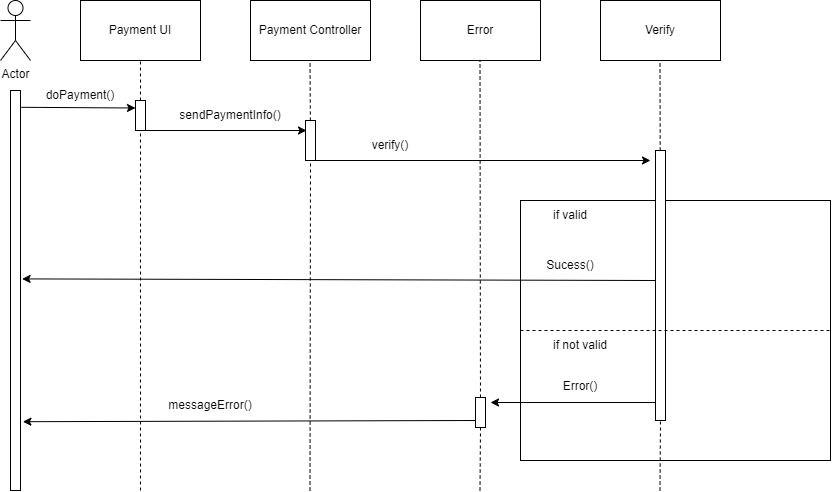 Payment UI
Payment Controller
Error
Verify
Actor
doPayment()
sendPaymentInfo()
verify()
if valid
Sucess()
if not valid
Error()
messageError()